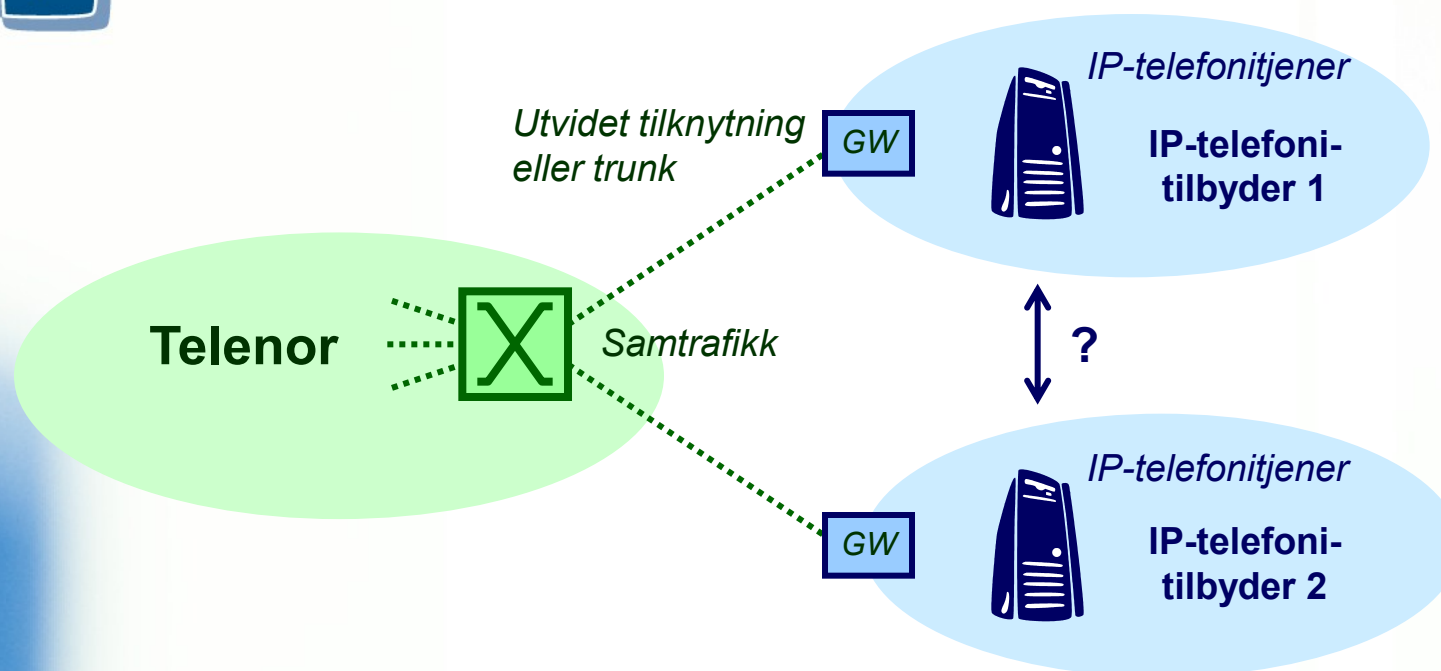 IP-telefonitjener
Utvidet tilknytning
eller trunk
GW
IP-telefoni-
tilbyder 1
Telenor
Samtrafikk
?
IP-telefonitjener
GW
IP-telefoni-
tilbyder 2